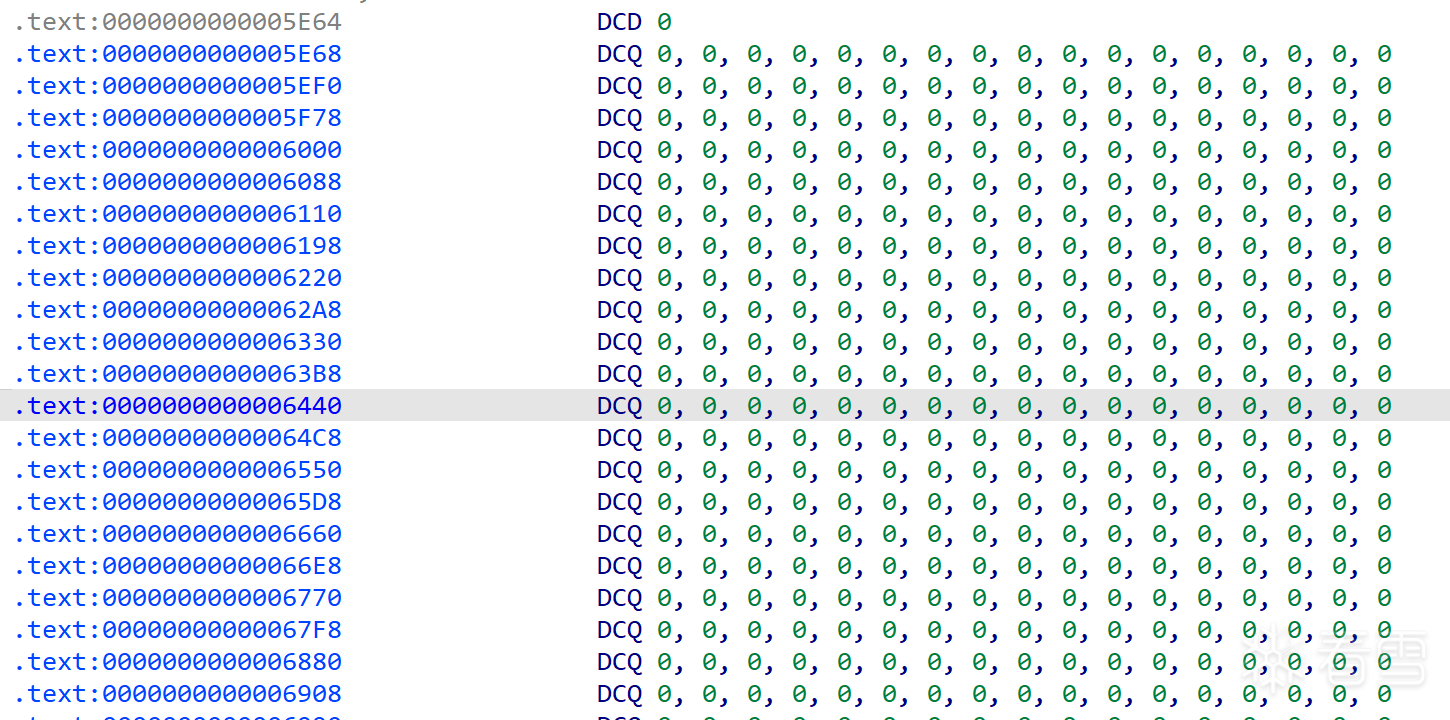 .text:0000000000005E64 DCD 0
.text:0000000000005E68 DCQ 0, 0, 0, 0, 0, 0, 0, 0, 0, 0, 0, 0, 0, 0, 0, 0, 0
.text:0000000000005EF0 DCQ 0, 0, 0, 0, 0, 0, 0, 0, 0, 0, 0, 0, 0, 0, 0, 0, 0
.text:0000000000005F78 DCQ 0, 0, 0, 0, 0, 0, 0, 0, 0, 0, 0, 0, 0, 0, 0, 0, 0
.text:0000000000006000 DCQ 0, 0, 0, 0, 0, 0, 0, 0, 0, 0, 0, 0, 0, 0, 0, 0, 0
.text:0000000000006088 DCQ 0, 0, 0, 0, 0, 0, 0, 0, 0, 0, 0, 0, 0, 0, 0, 0, 0
.text:0000000000006110 DCQ 0, 0, 0, 0, 0, 0, 0, 0, 0, 0, 0, 0, 0, 0, 0, 0, 0
.text:0000000000006198 DCQ 0, 0, 0, 0, 0, 0, 0, 0, 0, 0, 0, 0, 0, 0, 0, 0, 0
.text:0000000000006220 DCQ 0, 0, 0, 0, 0, 0, 0, 0, 0, 0, 0, 0, 0, 0, 0, 0, 0
.text:00000000000062A8 DCQ 0, 0, 0, 0, 0, 0, 0, 0, 0, 0, 0, 0, 0, 0, 0, 0, 0
.text:0000000000006330 DCQ 0, 0, 0, 0, 0, 0, 0, 0, 0, 0, 0, 0, 0, 0, 0, 0, 0
.text:00000000000063B8 DCQ 0, 0, 0, 0, 0, 0, 0, 0, 0, 0, 0, 0, 0, 0, 0, 0, 0
.text:0000000000006440 DCQ 0, 0, 0, 0, 0, 0, 0, 0, 0, 0, 0, 0, 0, 0, 0, 0, 0
.text:00000000000064C8 DCQ 0, 0, 0, 0, 0, 0, 0, 0, 0, 0, 0, 0, 0, 0, 0, 0, 0
.text:0000000000006550 DCQ 0, 0, 0, 0, 0, 0, 0, 0, 0, 0, 0, 0, 0, 0, 0, 0, 0
.text:00000000000065D8 DCQ 0, 0, 0, 0, 0, 0, 0, 0, 0, 0, 0, 0, 0, 0, 0, 0, 0
.text:0000000000006660 DCQ 0, 0, 0, 0, 0, 0, 0, 0, 0, 0, 0, 0, 0, 0, 0, 0, 0
.text:00000000000066E8 DCQ 0, 0, 0, 0, 0, 0, 0, 0, 0, 0, 0, 0, 0, 0, 0, 0, 0
.text:0000000000006770 DCQ 0, 0, 0, 0, 0, 0, 0, 0, 0, 0, 0, 0, 0, 0, 0, 0, 0
.text:00000000000067F8 DCQ 0, 0, 0, 0, 0, 0, 0, 0, 0, 0, 0, 0, 0, 0, 0, 0, 0
.text:0000000000006880 DCQ 0, 0, 0, 0, 0, 0, 0, 0, 0, 0, 0, 0, 0, 0, 0, 0, 0
.text:0000000000006908 DCQ 0, 0, 0, 0, 0, 0, 0, 0, 0, 0, 0, 0, 0, 0, 0, 0, 0
看雪